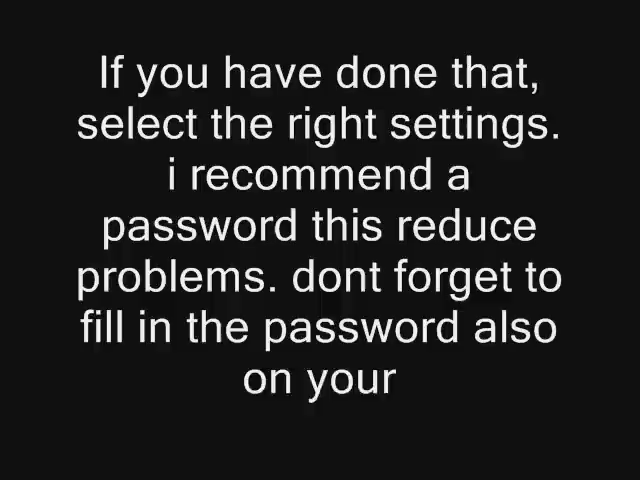 If you have done that,
select the right settings.
i recommend a
password this reduce
problems. dont forget to
fill in the password also
on your